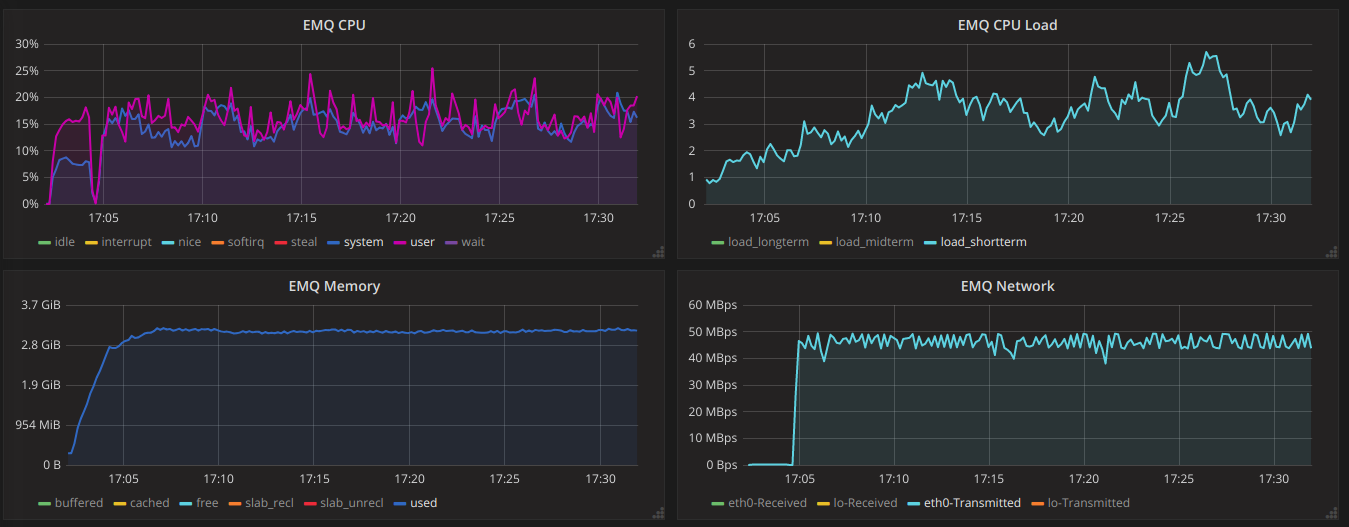 EMQ CPU
30%
25%
20%
15%
10%
5%
0%
17:05 17:10 17:15 17:20 17:25 17:30
idle interrupt nice softirq steal system user wait
EMQ CPU Load
6
5
4
3
2
1
0
17:05 17:10 17:15 17:20 17:25 17:30
load_longterm load_midterm load_shortterm
EMQ Memory
3.7 GiB
2.8 GiB
1.9 GiB
954 MiB
0 B
17:05 17:10 17:15 17:20 17:25 17:30
buffered cached free slab_recl slab_unrecl used
EMQ Network
60 MBps
50 MBps
40 MBps
30 MBps
20 MBps
10 MBps
0 Bps
17:05 17:10 17:15 17:20 17:25 17:30
eth0-Received lo-Received eth0-Transmitted lo-Transmitted